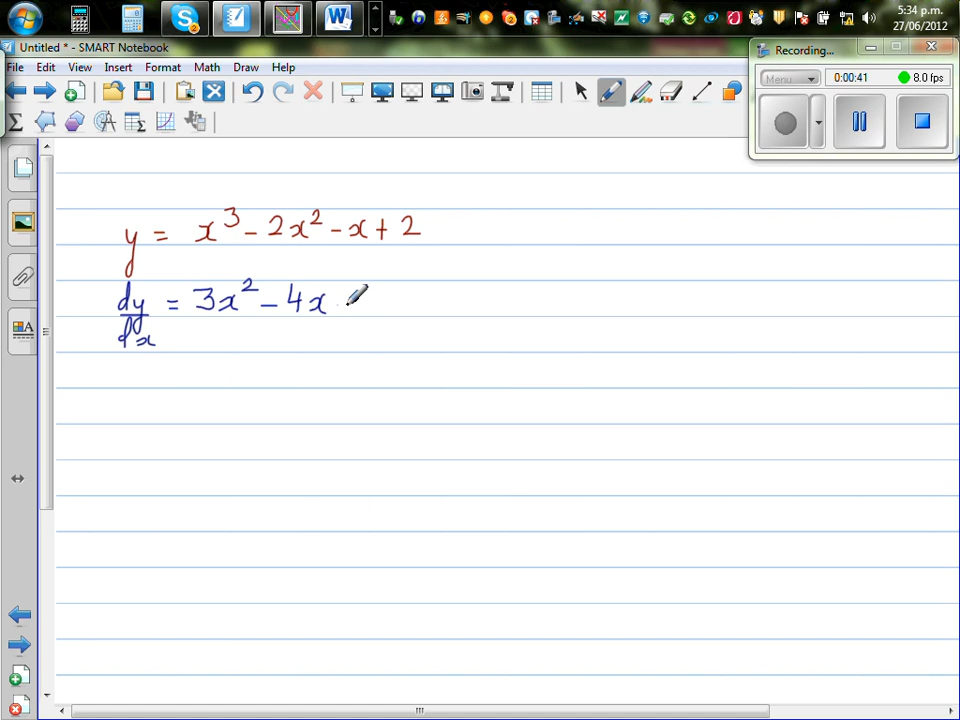 5:34 p.m.
27/06/2012
Untitled * - SMART Notebook
Recording...
File Edit View Insert Format Math Draw Help
Menu 0:00:41 8.0 fps
y = x³ - 2x² - x + 2
dy/dx = 3x² - 4x